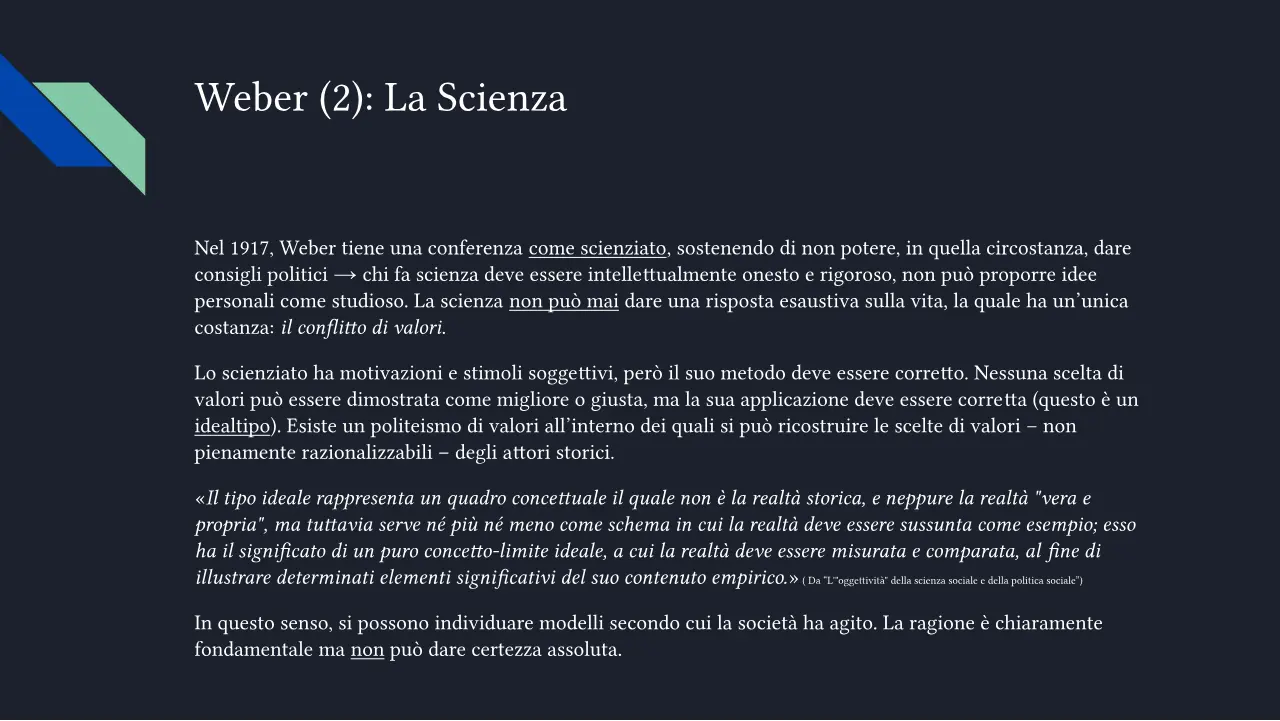 Weber (2): La Scienza
Nel 1917, Weber tiene una conferenza come scienziato, sostenendo di non potere, in quella circostanza, dare
consigli politici ⟶ chi fa scienza deve essere intellettualmente onesto e rigoroso, non può proporre idee
personali come studioso. La scienza non può mai dare una risposta esaustiva sulla vita, la quale ha un’unica
costanza: il conflitto di valori.
Lo scienziato ha motivazioni e stimoli soggettivi, però il suo metodo deve essere corretto. Nessuna scelta di
valori può essere dimostrata come migliore o giusta, ma la sua applicazione deve essere corretta (questo è un
idealtipo). Esiste un politeismo di valori all’interno dei quali si può ricostruire le scelte di valori – non
pienamente razionalizzabili – degli attori storici.
«Il tipo ideale rappresenta un quadro concettuale il quale non è la realtà storica, e neppure la realtà "vera e
propria", ma tuttavia serve né più né meno come schema in cui la realtà deve essere sussunta come esempio; esso
ha il significato di un puro concetto-limite ideale, a cui la realtà deve essere misurata e comparata, al fine di
illustrare determinati elementi significativi del suo contenuto empirico.» ( Da "L'"oggettività" della scienza sociale e della politica sociale")
In questo senso, si possono individuare modelli secondo cui la società ha agito. La ragione è chiaramente
fondamentale ma non può dare certezza assoluta.